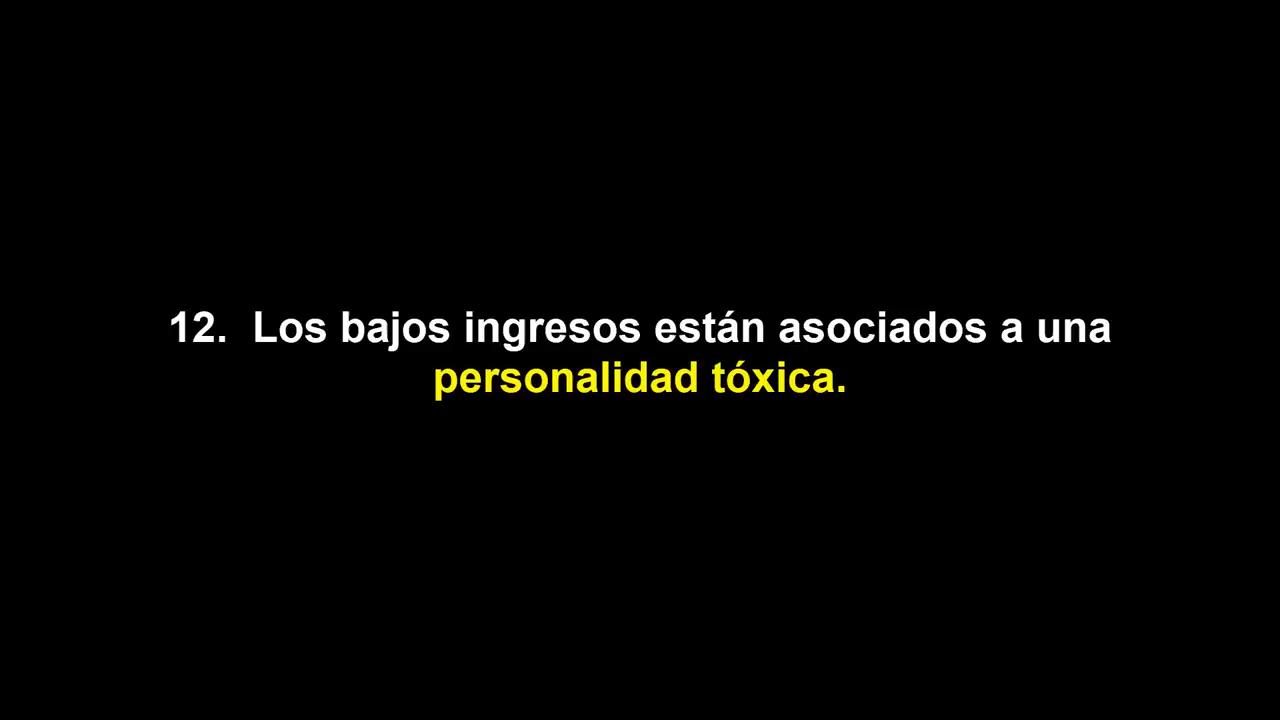 12.  Los bajos ingresos están asociados a una
personalidad tóxica.